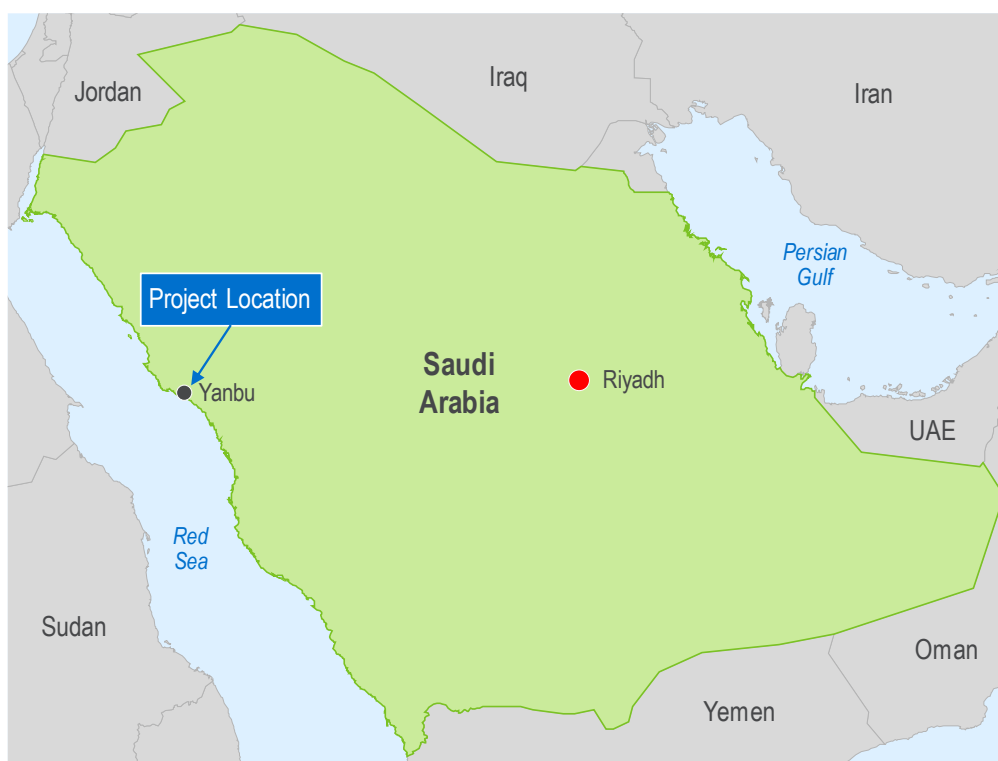 Jordan
Iraq
Iran
Persian
Gulf
Project Location
Saudi
Arabia
Riyadh
Yanbu
UAE
Red
Sea
Sudan
Oman
Yemen